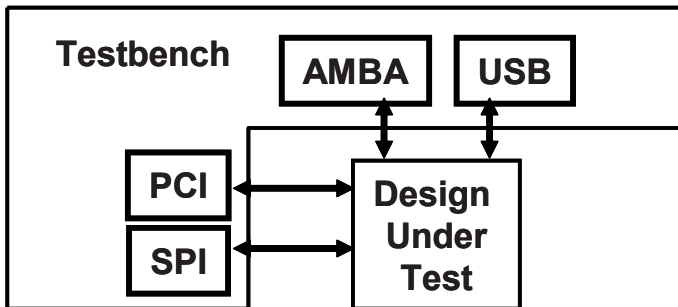 Testbench
AMBA
USB
PCI
SPI
Design
Under
Test